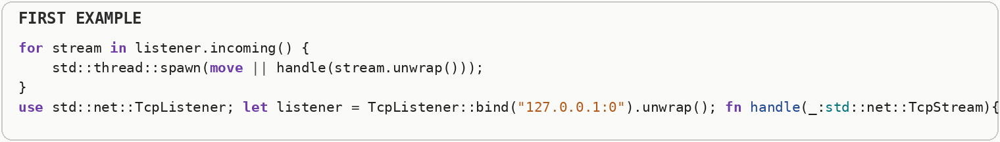 FIRST EXAMPLE
for stream in listener.incoming() {
    std::thread::spawn(move || handle(stream.unwrap()));
}
use std::net::TcpListener; let listener = TcpListener::bind("127.0.0.1:0").unwrap(); fn handle(_:std::net::TcpStream){